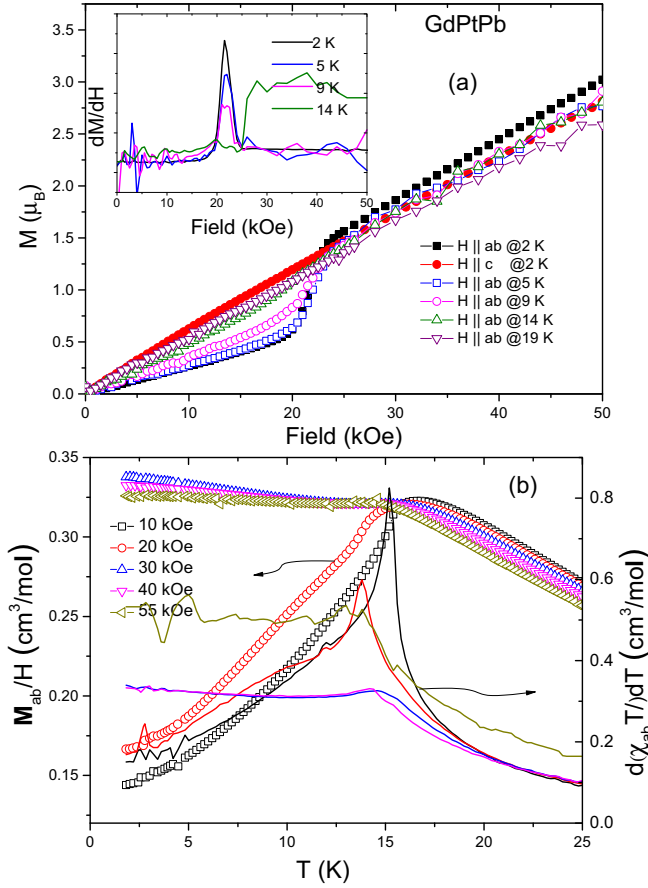 GdPtPb
(a)
3.5
3.0
2.5
2.0
1.5
1.0
0.5
0.0
M (μB)
0 10 20 30 40 50
Field (kOe)
dM/dH
2 K
5 K
9 K
14 K
0 10 20 30 40 50
Field (kOe)
H || ab @2 K
H || c @2 K
H || ab @5 K
H || ab @9 K
H || ab @14 K
H || ab @19 K
(b)
0.35
0.30
0.25
0.20
0.15
Mab/H (cm³/mol)
10 kOe
20 kOe
30 kOe
40 kOe
55 kOe
0.8
0.6
0.4
0.2
0.0
d(χab T/)dT (cm³/mol)
0 5 10 15 20 25
T (K)